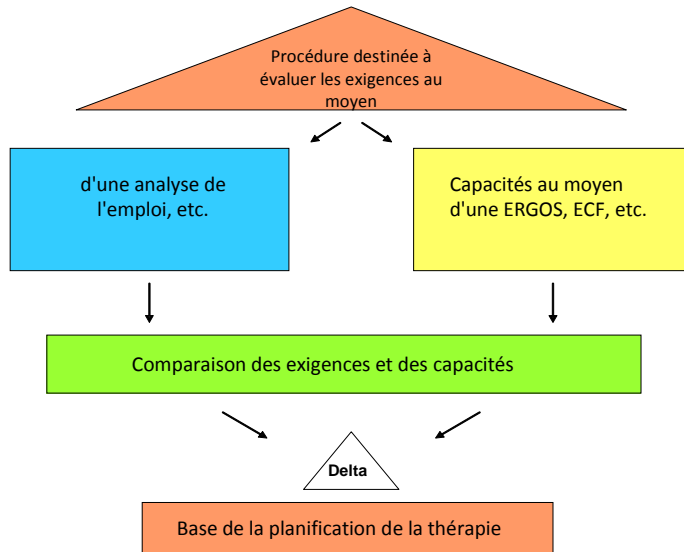 Procédure destinée à
évaluer les exigences au
moyen
d'une analyse de
l'emploi, etc.
Capacités au moyen
d'une ERGOS, ECF, etc.
Comparaison des exigences et des capacités
Delta
Base de la planification de la thérapie